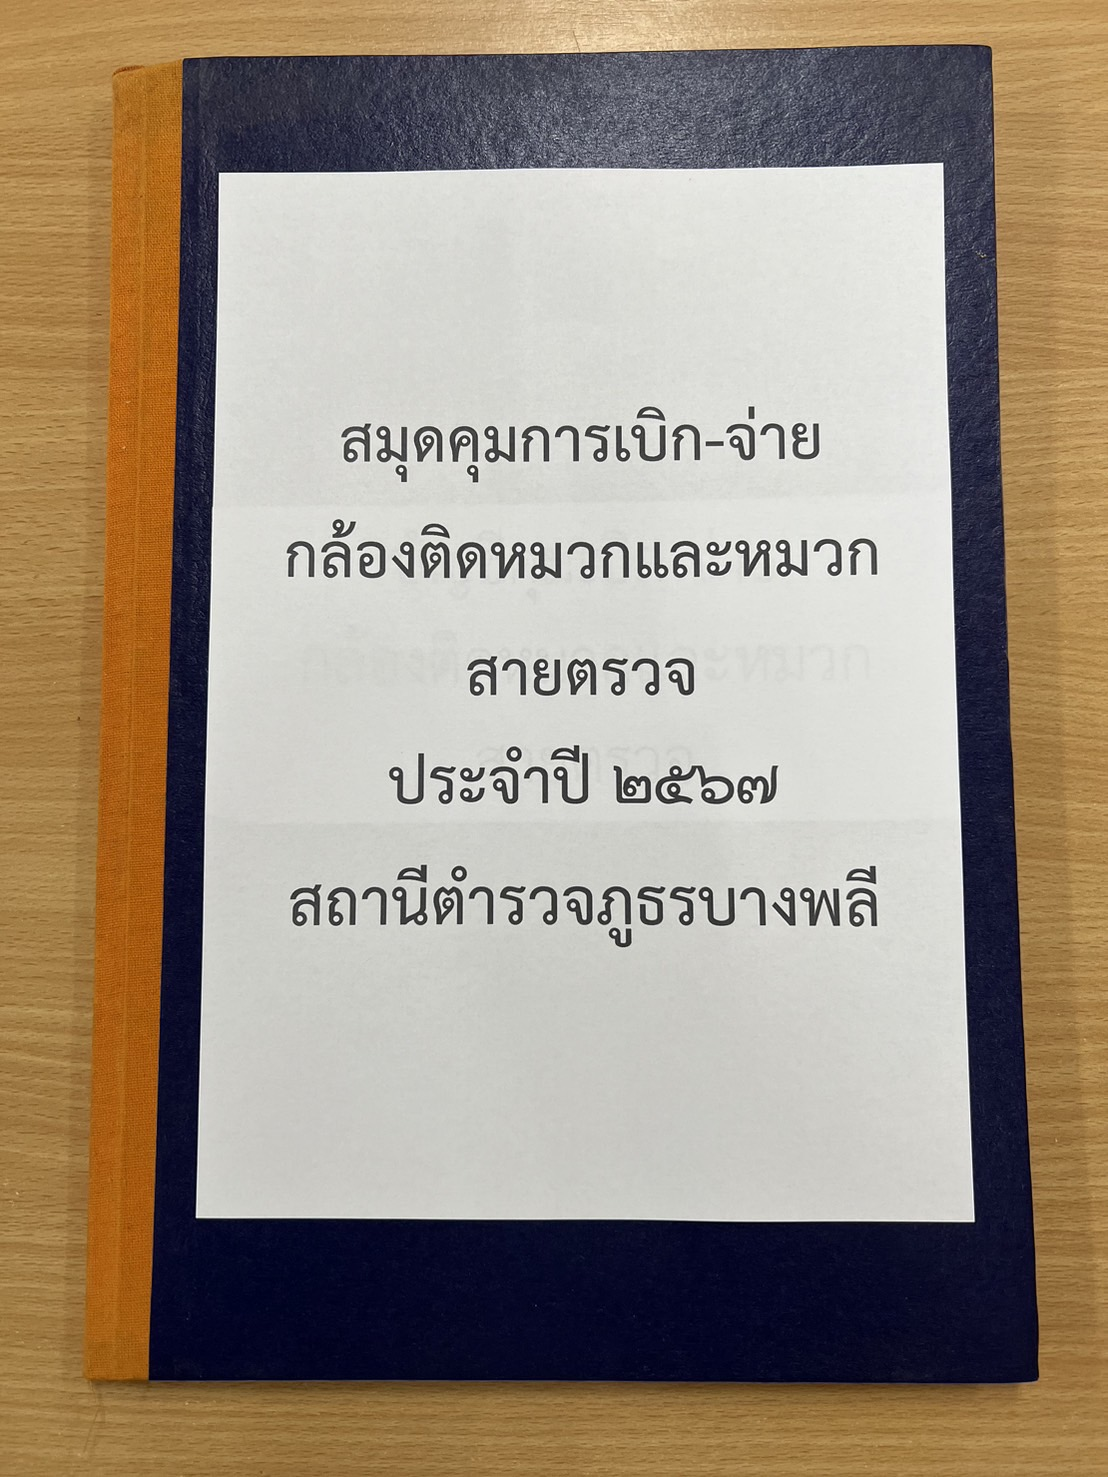 สมุดคุมการเบิก-จ่าย
กล้องติดหมวกและหมวก
สายตรวจ
ประจำปี ๒๕๖๗
สถานีตำรวจภูธรบางพลี